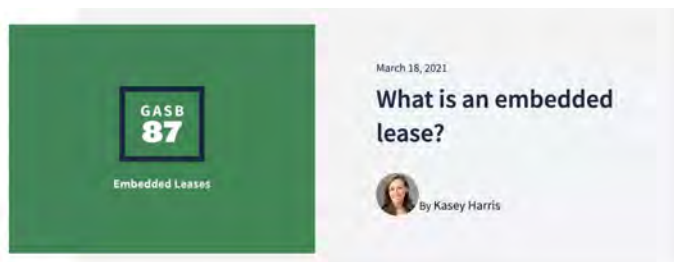 GASB
87
Embedded Leases
March 18, 2021
What is an embedded
lease?
By Kasey Harris